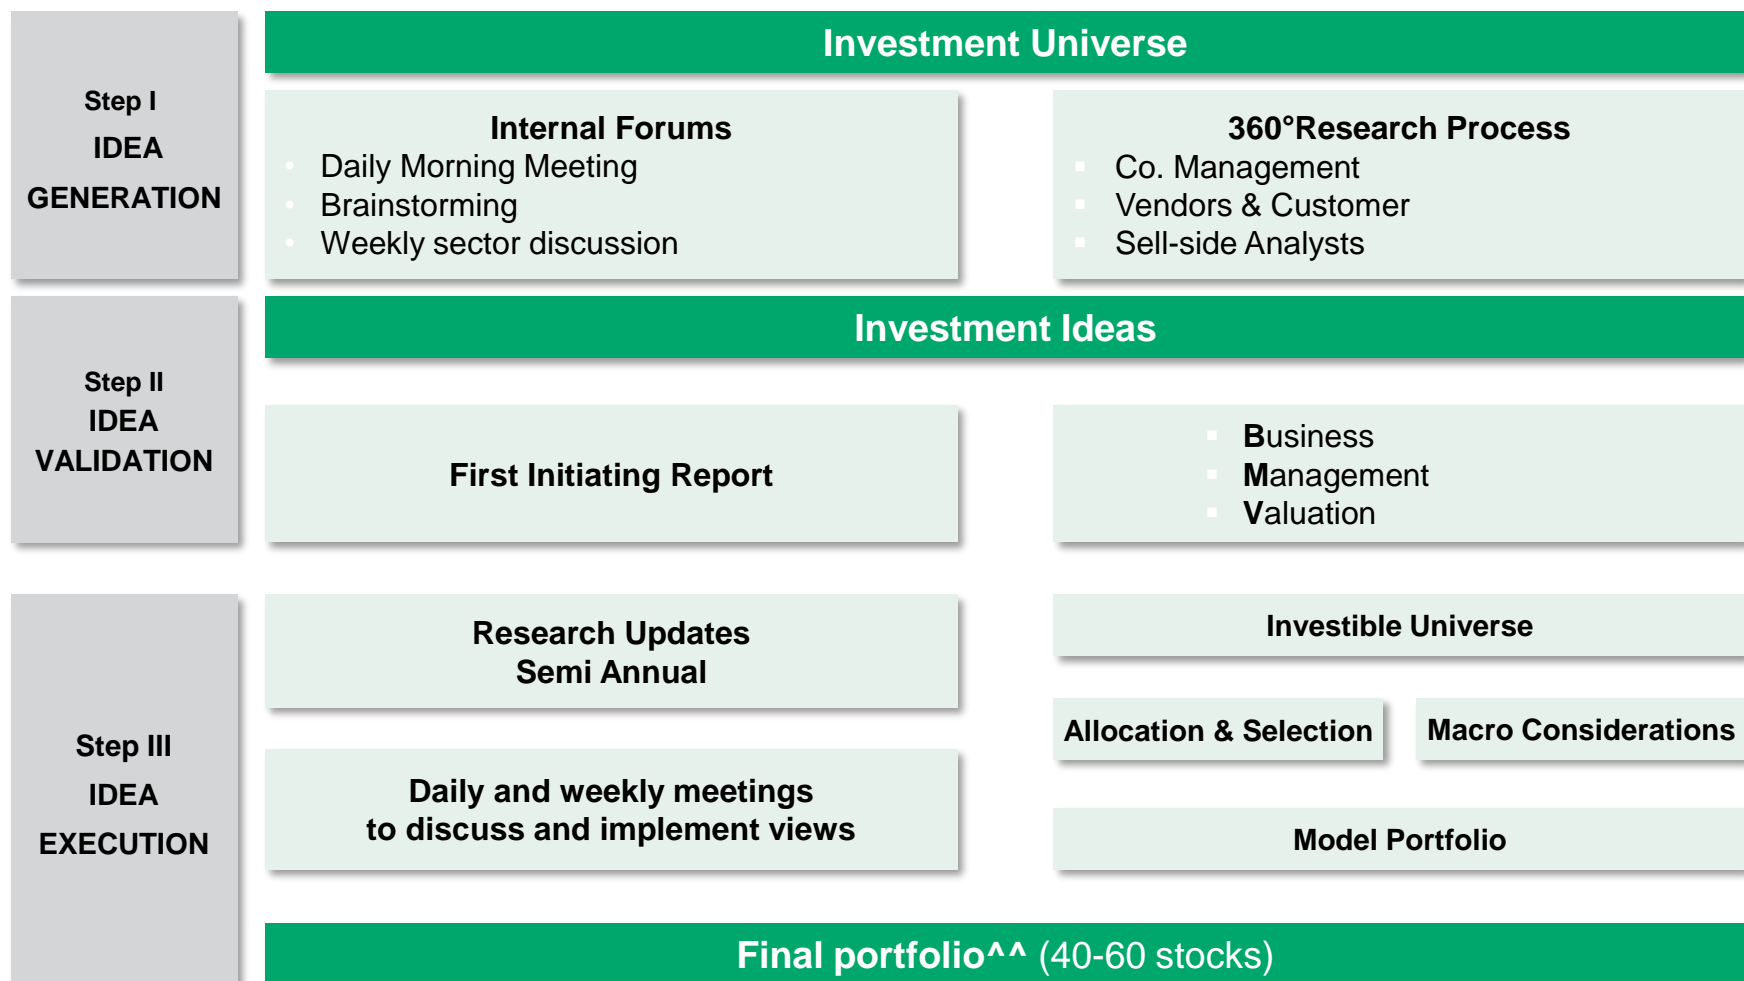 Investment Universe
Step I
IDEA
GENERATION
Internal Forums
Daily Morning Meeting
Brainstorming
Weekly sector discussion
360°Research Process
Co. Management
Vendors & Customer
Sell-side Analysts
Investment Ideas
Step II
IDEA
VALIDATION
First Initiating Report
Business
Management
Valuation
Step III
IDEA
EXECUTION
Research Updates
Semi Annual
Daily and weekly meetings
to discuss and implement views
Investible Universe
Allocation & Selection
Macro Considerations
Model Portfolio
Final portfolio^^ (40-60 stocks)